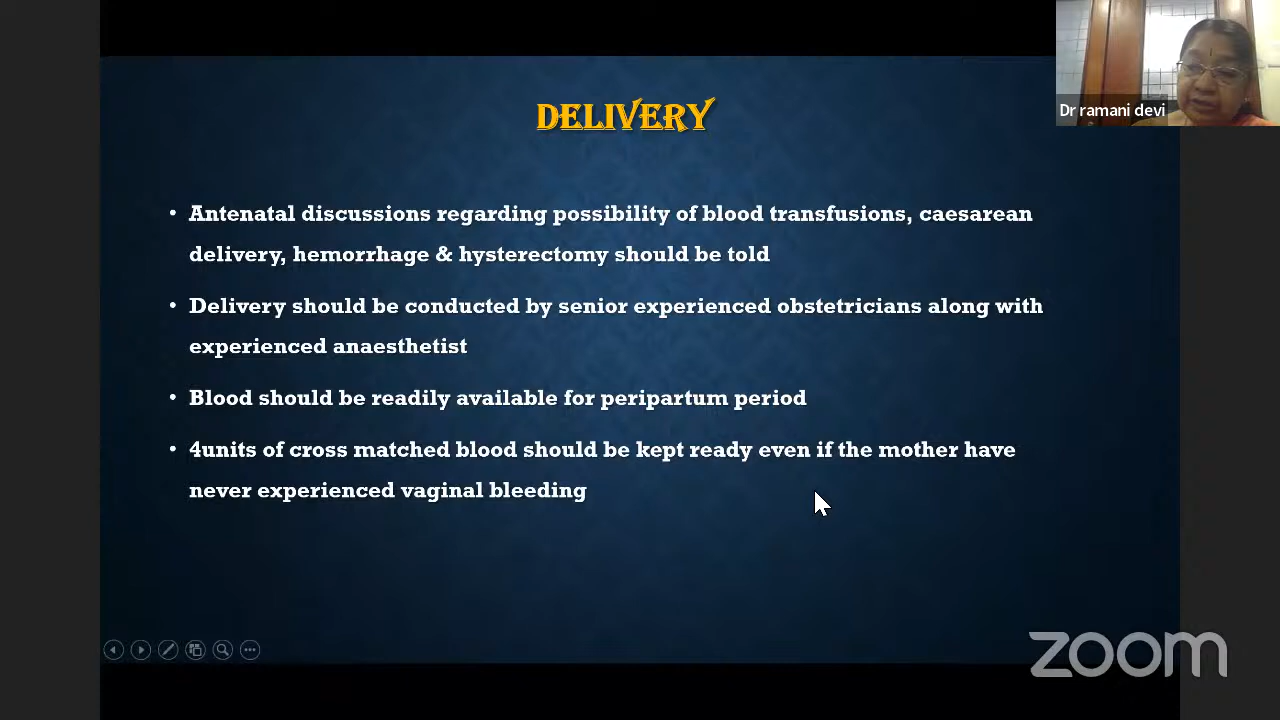 DELIVERY
Dr ramani devi
• Antenatal discussions regarding possibility of blood transfusions, caesarean
delivery, hemorrhage & hysterectomy should be told
• Delivery should be conducted by senior experienced obstetricians along with
experienced anaesthetist
• Blood should be readily available for peripartum period
• 4units of cross matched blood should be kept ready even if the mother have
never experienced vaginal bleeding
zoom